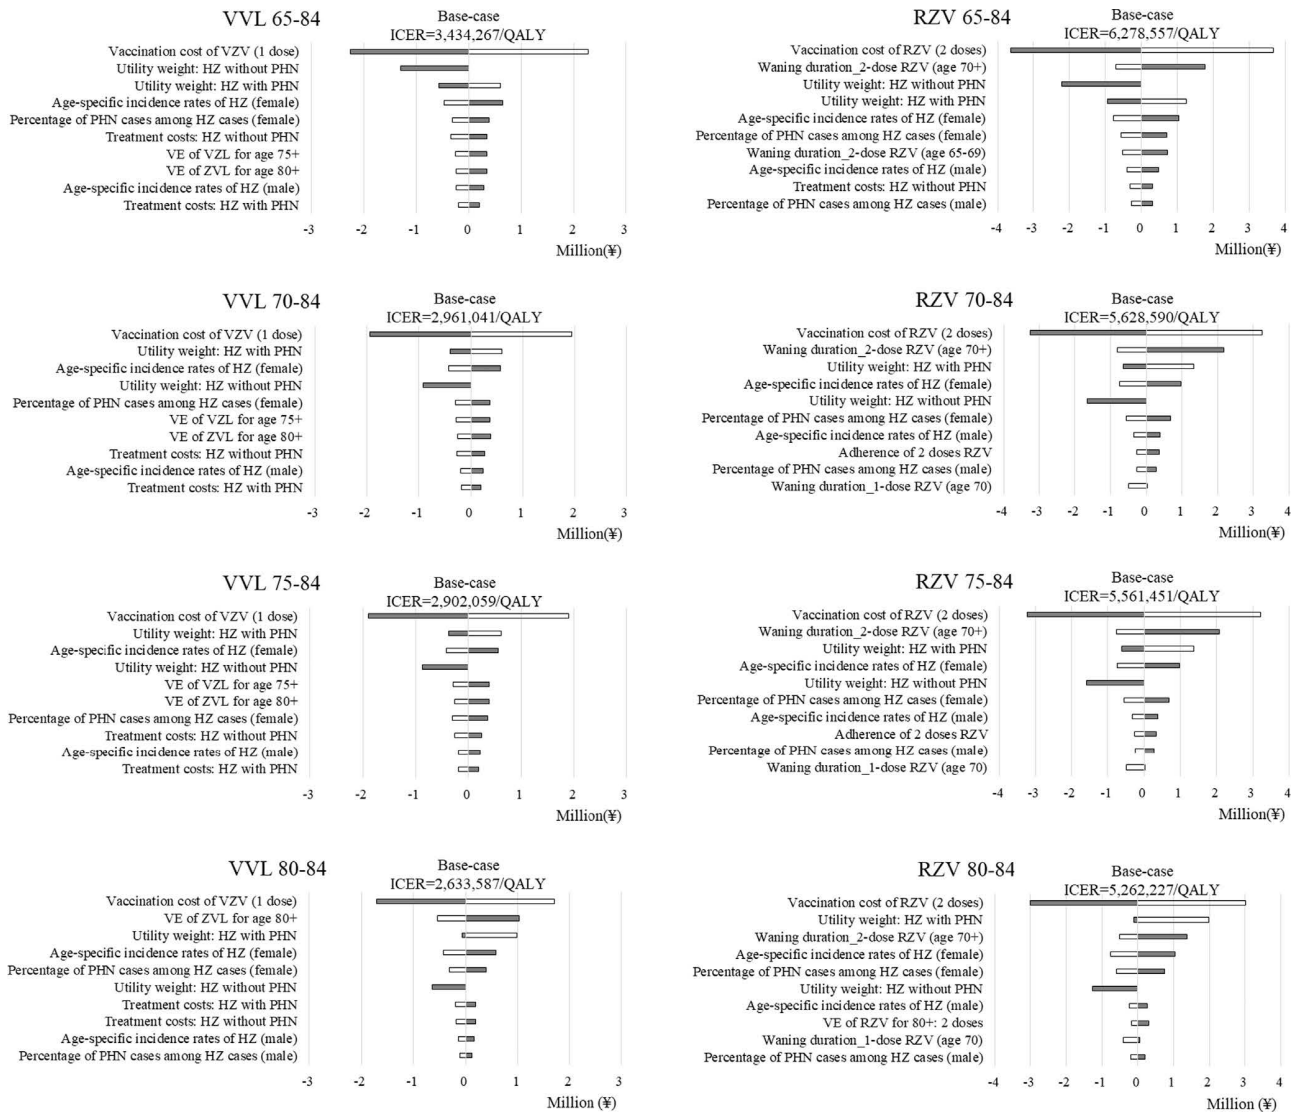 VVL 65-84
Base-case
ICER=3,434,267/QALY
Vaccination cost of VZV (1 dose)
Utility weight: HZ without PHN
Utility weight: HZ with PHN
Age-specific incidence rates of HZ (female)
Percentage of PHN cases among HZ cases (female)
Treatment costs: HZ without PHN
VE of VZL for age 75+
VE of ZVL for age 80+
Age-specific incidence rates of HZ (male)
Treatment costs: HZ with PHN
-3 -2 -1 0 1 2 3
Million(¥)
RZV 65-84
Base-case
ICER=6,278,557/QALY
Vaccination cost of RZV (2 doses)
Waning duration_2-dose RZV (age 70+)
Utility weight: HZ without PHN
Utility weight: HZ with PHN
Age-specific incidence rates of HZ (female)
Percentage of PHN cases among HZ cases (female)
Waning duration_2-dose RZV (age 65-69)
Age-specific incidence rates of HZ (male)
Treatment costs: HZ without PHN
Percentage of PHN cases among HZ cases (male)
-4 -3 -2 -1 0 1 2 3 4
Million(¥)
VVL 70-84
Base-case
ICER=2,961,041/QALY
Vaccination cost of VZV (1 dose)
Utility weight: HZ with PHN
Age-specific incidence rates of HZ (female)
Utility weight: HZ without PHN
Percentage of PHN cases among HZ cases (female)
VE of VZL for age 75+
VE of ZVL for age 80+
Treatment costs: HZ without PHN
Age-specific incidence rates of HZ (male)
Treatment costs: HZ with PHN
-3 -2 -1 0 1 2 3
Million(¥)
RZV 70-84
Base-case
ICER=5,628,590/QALY
Vaccination cost of RZV (2 doses)
Waning duration_2-dose RZV (age 70+)
Utility weight: HZ with PHN
Age-specific incidence rates of HZ (female)
Utility weight: HZ without PHN
Percentage of PHN cases among HZ cases (female)
Age-specific incidence rates of HZ (male)
Adherence of 2 doses RZV
Percentage of PHN cases among HZ cases (male)
Waning duration_1-dose RZV (age 70)
-4 -3 -2 -1 0 1 2 3 4
Million(¥)
VVL 75-84
Base-case
ICER=2,902,059/QALY
Vaccination cost of VZV (1 dose)
Utility weight: HZ with PHN
Age-specific incidence rates of HZ (female)
Utility weight: HZ without PHN
VE of VZL for age 75+
VE of ZVL for age 80+
Percentage of PHN cases among HZ cases (female)
Treatment costs: HZ without PHN
Age-specific incidence rates of HZ (male)
Treatment costs: HZ with PHN
-3 -2 -1 0 1 2 3
Million(¥)
RZV 75-84
Base-case
ICER=5,561,451/QALY
Vaccination cost of RZV (2 doses)
Waning duration_2-dose RZV (age 70+)
Utility weight: HZ with PHN
Age-specific incidence rates of HZ (female)
Utility weight: HZ without PHN
Percentage of PHN cases among HZ cases (female)
Age-specific incidence rates of HZ (male)
Adherence of 2 doses RZV
Percentage of PHN cases among HZ cases (male)
Waning duration_1-dose RZV (age 70)
-4 -3 -2 -1 0 1 2 3 4
Million(¥)
VVL 80-84
Base-case
ICER=2,633,587/QALY
Vaccination cost of VZV (1 dose)
VE of ZVL for age 80+
Utility weight: HZ with PHN
Age-specific incidence rates of HZ (female)
Percentage of PHN cases among HZ cases (female)
Utility weight: HZ without PHN
Treatment costs: HZ with PHN
Treatment costs: HZ without PHN
Age-specific incidence rates of HZ (male)
Percentage of PHN cases among HZ cases (male)
-3 -2 -1 0 1 2 3
Million (¥)
RZV 80-84
Base-case
ICER=5,262,227/QALY
Vaccination cost of RZV (2 doses)
Utility weight: HZ with PHN
Waning duration_2-dose RZV (age 70+)
Age-specific incidence rates of HZ (female)
Percentage of PHN cases among HZ cases (female)
Utility weight: HZ without PHN
Age-specific incidence rates of HZ (male)
VE of RZV for 80+: 2 doses
Waning duration_1-dose RZV (age 70)
Percentage of PHN cases among HZ cases (male)
-4 -3 -2 -1 0 1 2 3 4
Million (¥)